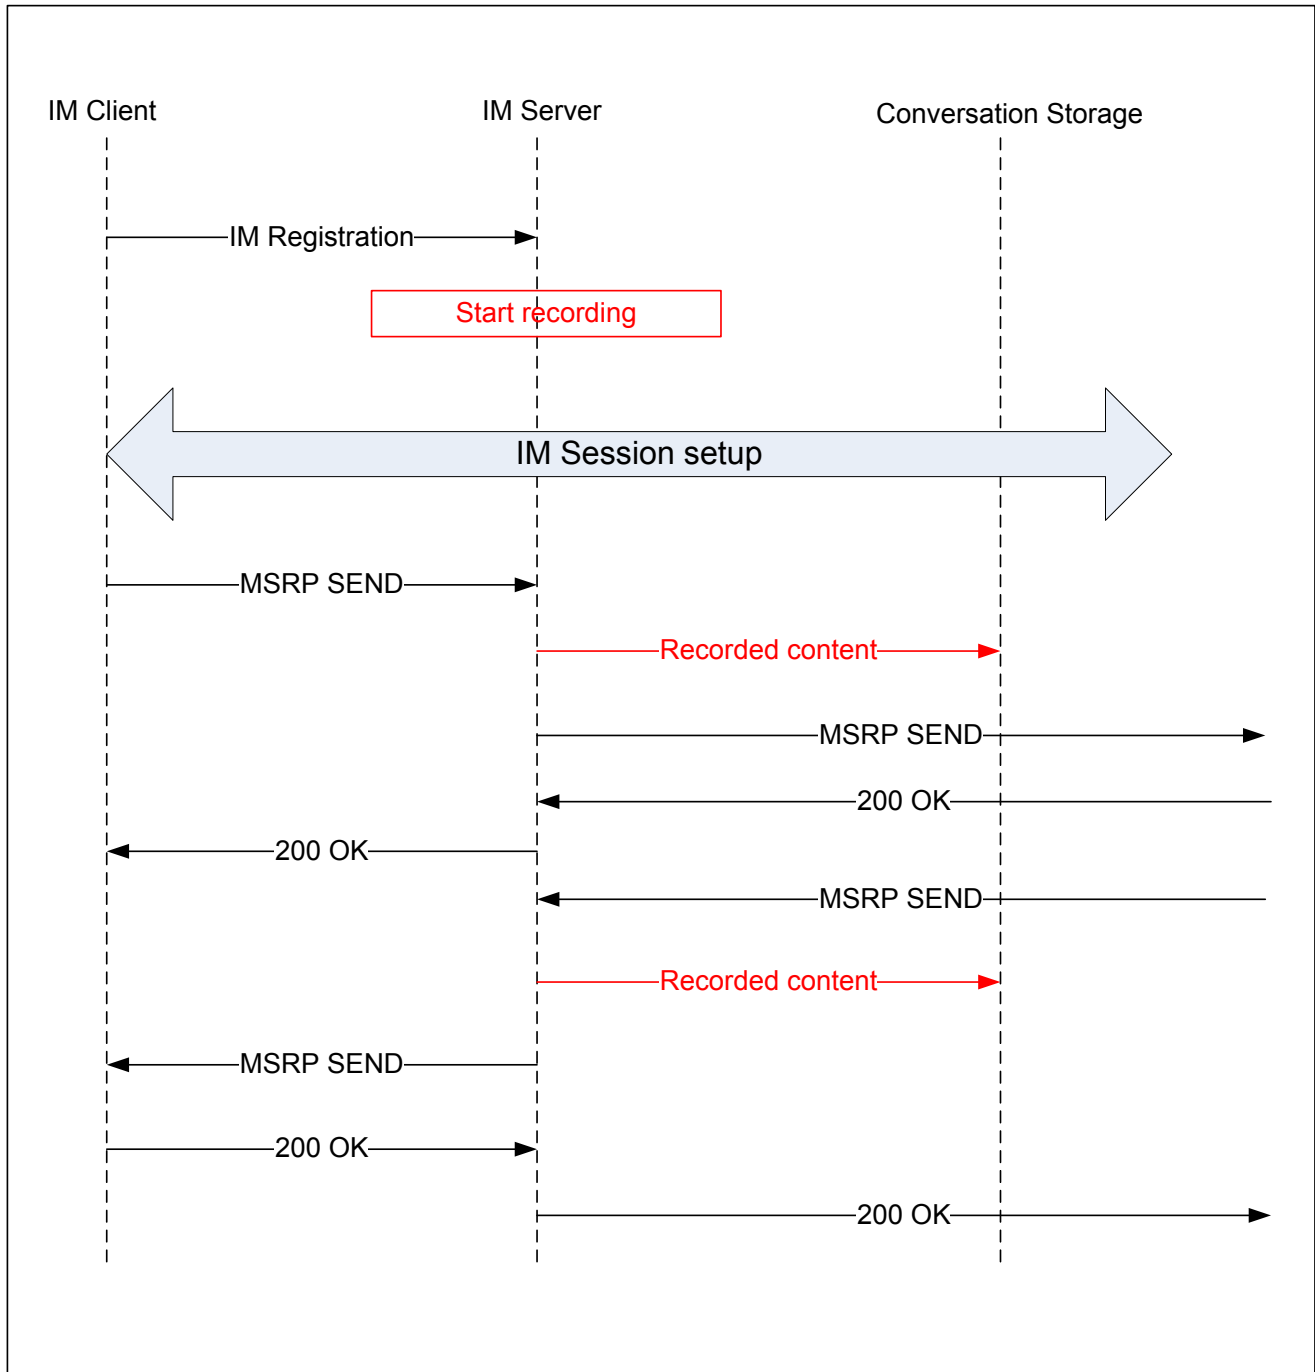 IM Client
IM Server
Conversation Storage
IM Registration
Start recording
IM Session setup
MSRP SEND
Recorded content
MSRP SEND
200 OK
200 OK
MSRP SEND
Recorded content
MSRP SEND
200 OK
200 OK